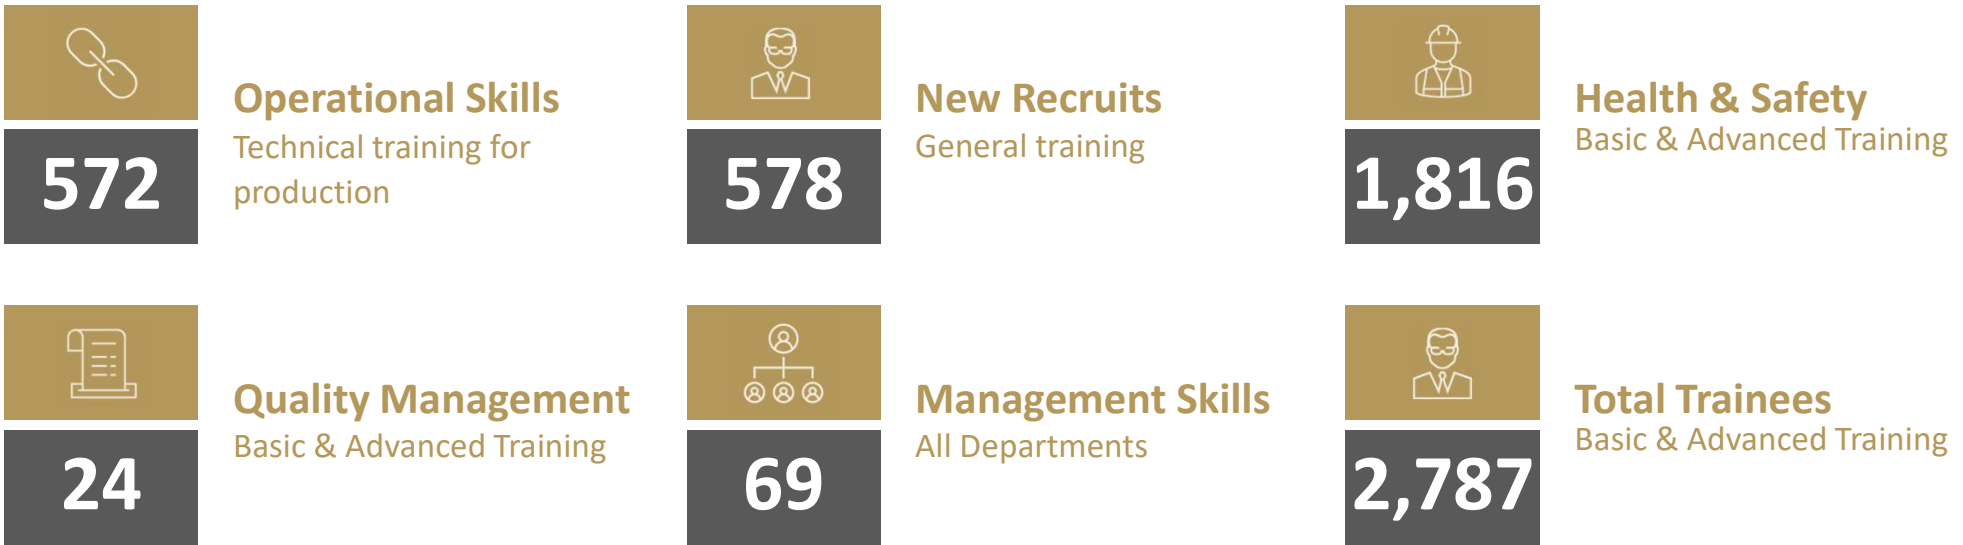 Operational Skills
Technical training for
production
572
New Recruits
General training
578
Health & Safety
Basic & Advanced Training
1,816
Quality Management
Basic & Advanced Training
24
Management Skills
All Departments
69
Total Trainees
Basic & Advanced Training
2,787